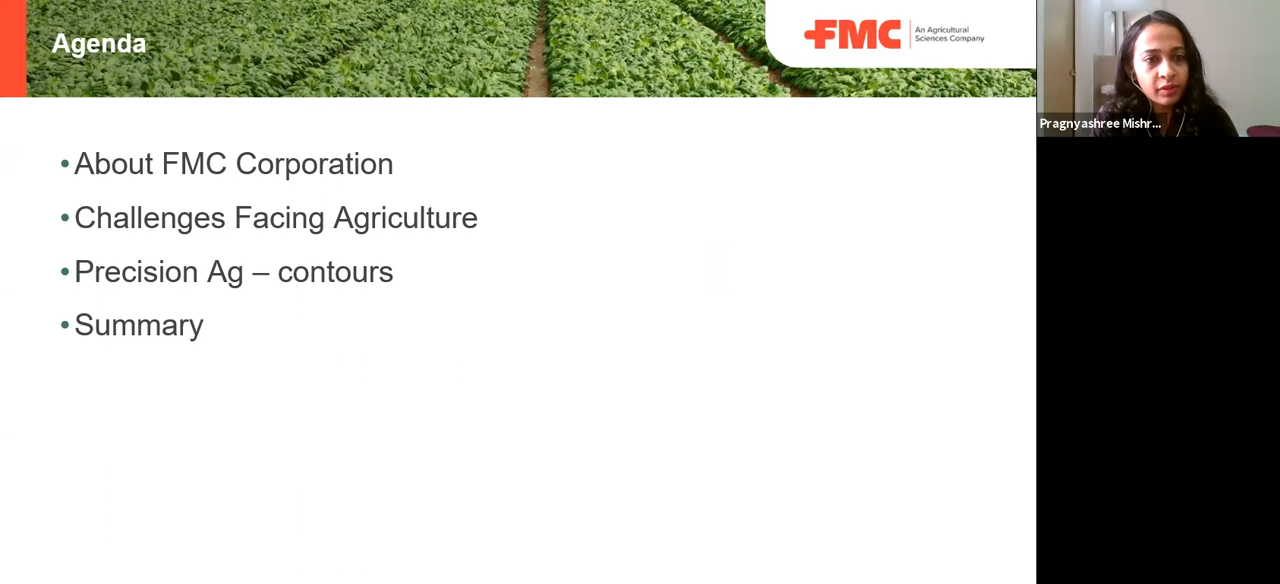 Agenda
FMC
An Agricultural
Sciences Company
• About FMC Corporation
• Challenges Facing Agriculture
• Precision Ag – contours
• Summary
Pragnyashree Mishr...